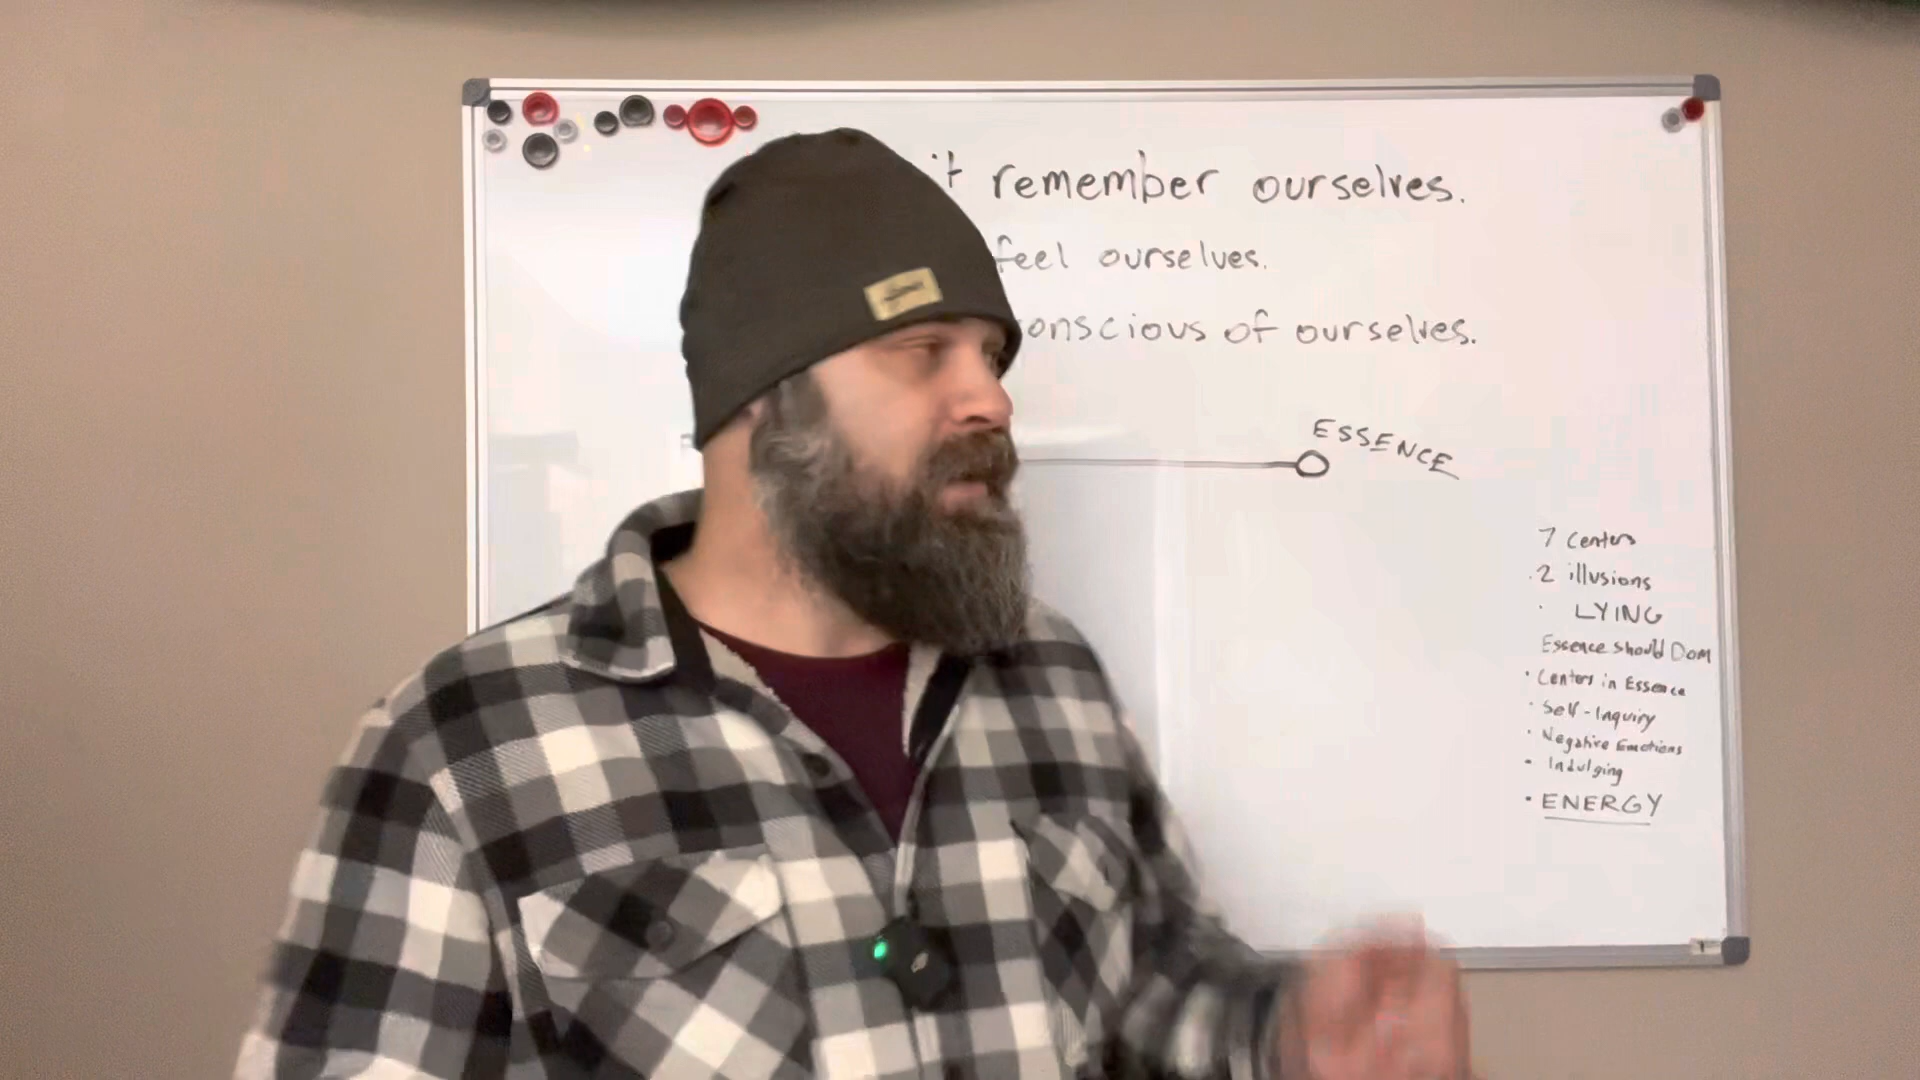 't remember ourselves.
feel ourselves.
conscious of ourselves.
ESSENCE
7 Centers
2 illusions
LYING
Essence should Dom
• Centers in Essence
• Self-Inquiry
• Negative Emotions
• Indulging
• ENERGY